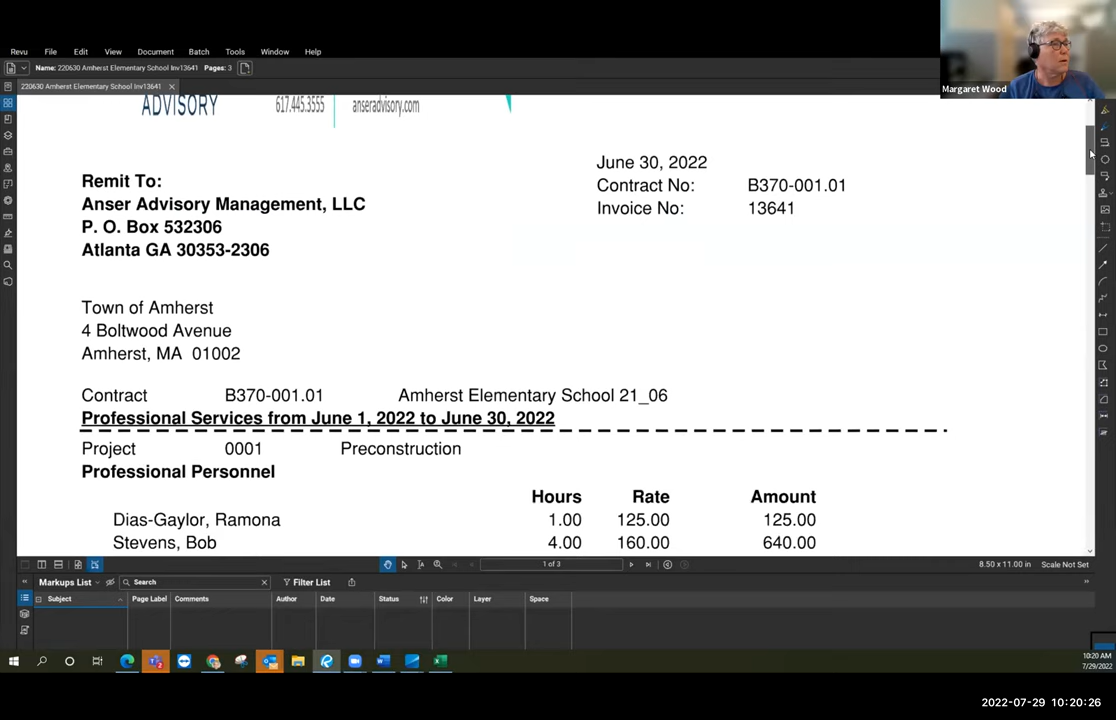 Revu File Edit View Document Batch Tools Window Help
Name: 220630 Amherst Elementary School Inv13641 Pages: 3
220630 Amherst Elementary School Inv13641
Margaret Wood
ADVISORY 617.445.3555 anseradvisory.com
June 30, 2022
Remit To:
Contract No: B370-001.01
Anser Advisory Management, LLC
Invoice No: 13641
P. O. Box 532306
Atlanta GA 30353-2306
Town of Amherst
4 Boltwood Avenue
Amherst, MA 01002
Contract B370-001.01 Amherst Elementary School 21_06
Professional Services from June 1, 2022 to June 30, 2022
Project 0001 Preconstruction
Professional Personnel
Hours Rate Amount
Dias-Gaylor, Ramona 1.00 125.00 125.00
Stevens, Bob 4.00 160.00 640.00
1 of 3 8.50 x 11.00 in Scale Not Set
Markups List Search Filter List
Subject Page Label Comments Author Date Status Color Layer Space
10:20 AM
7/29/2022
2022-07-29 10:20:26